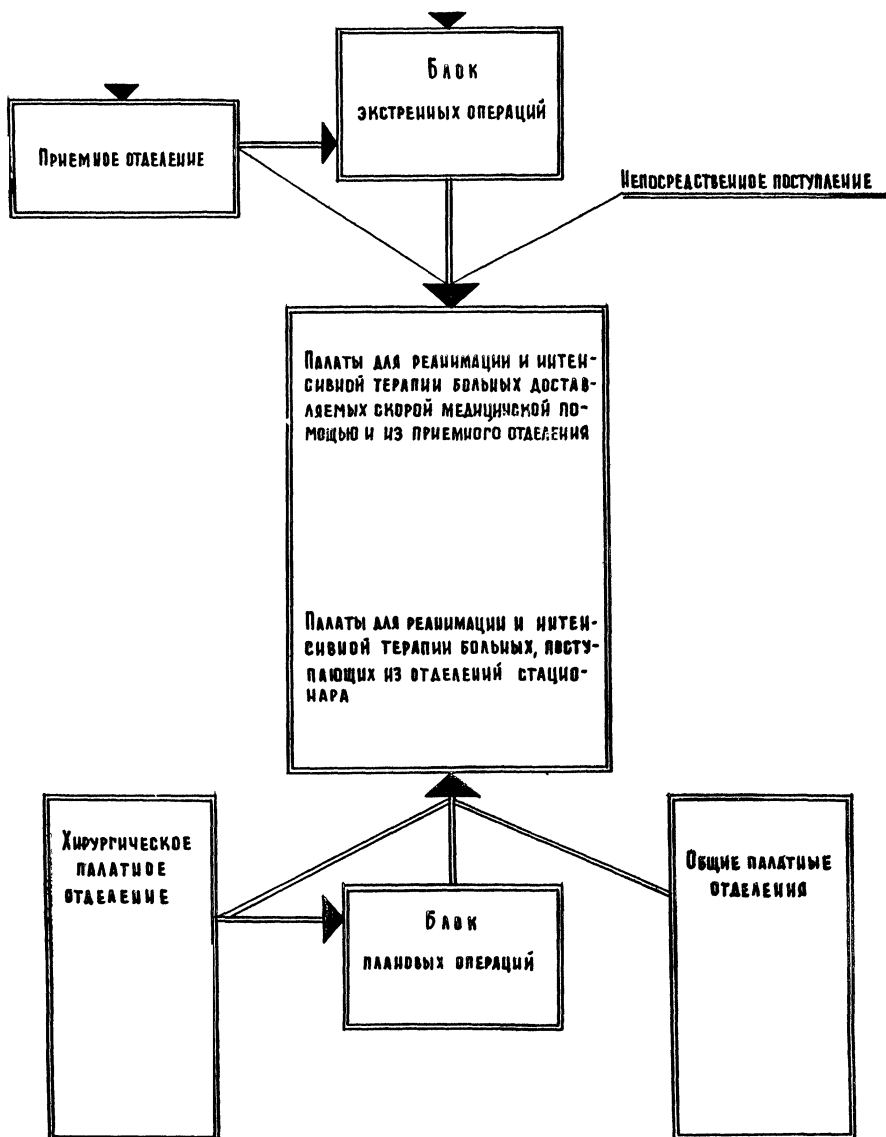 Блок
экстренных операций
Приемное отделение
Непосредственное поступление
Палаты для реанимации и интен-
сивной терапии больных достав-
ляемых скорой медицинской по-
мощью и из приемного отделения
Палаты для реанимации и интен-
сивной терапии больных, посту-
пающих из отделений стацио-
нара
Хирургическое
палатное
отделение
Общие палатные
отделения
Блок
плановых операций